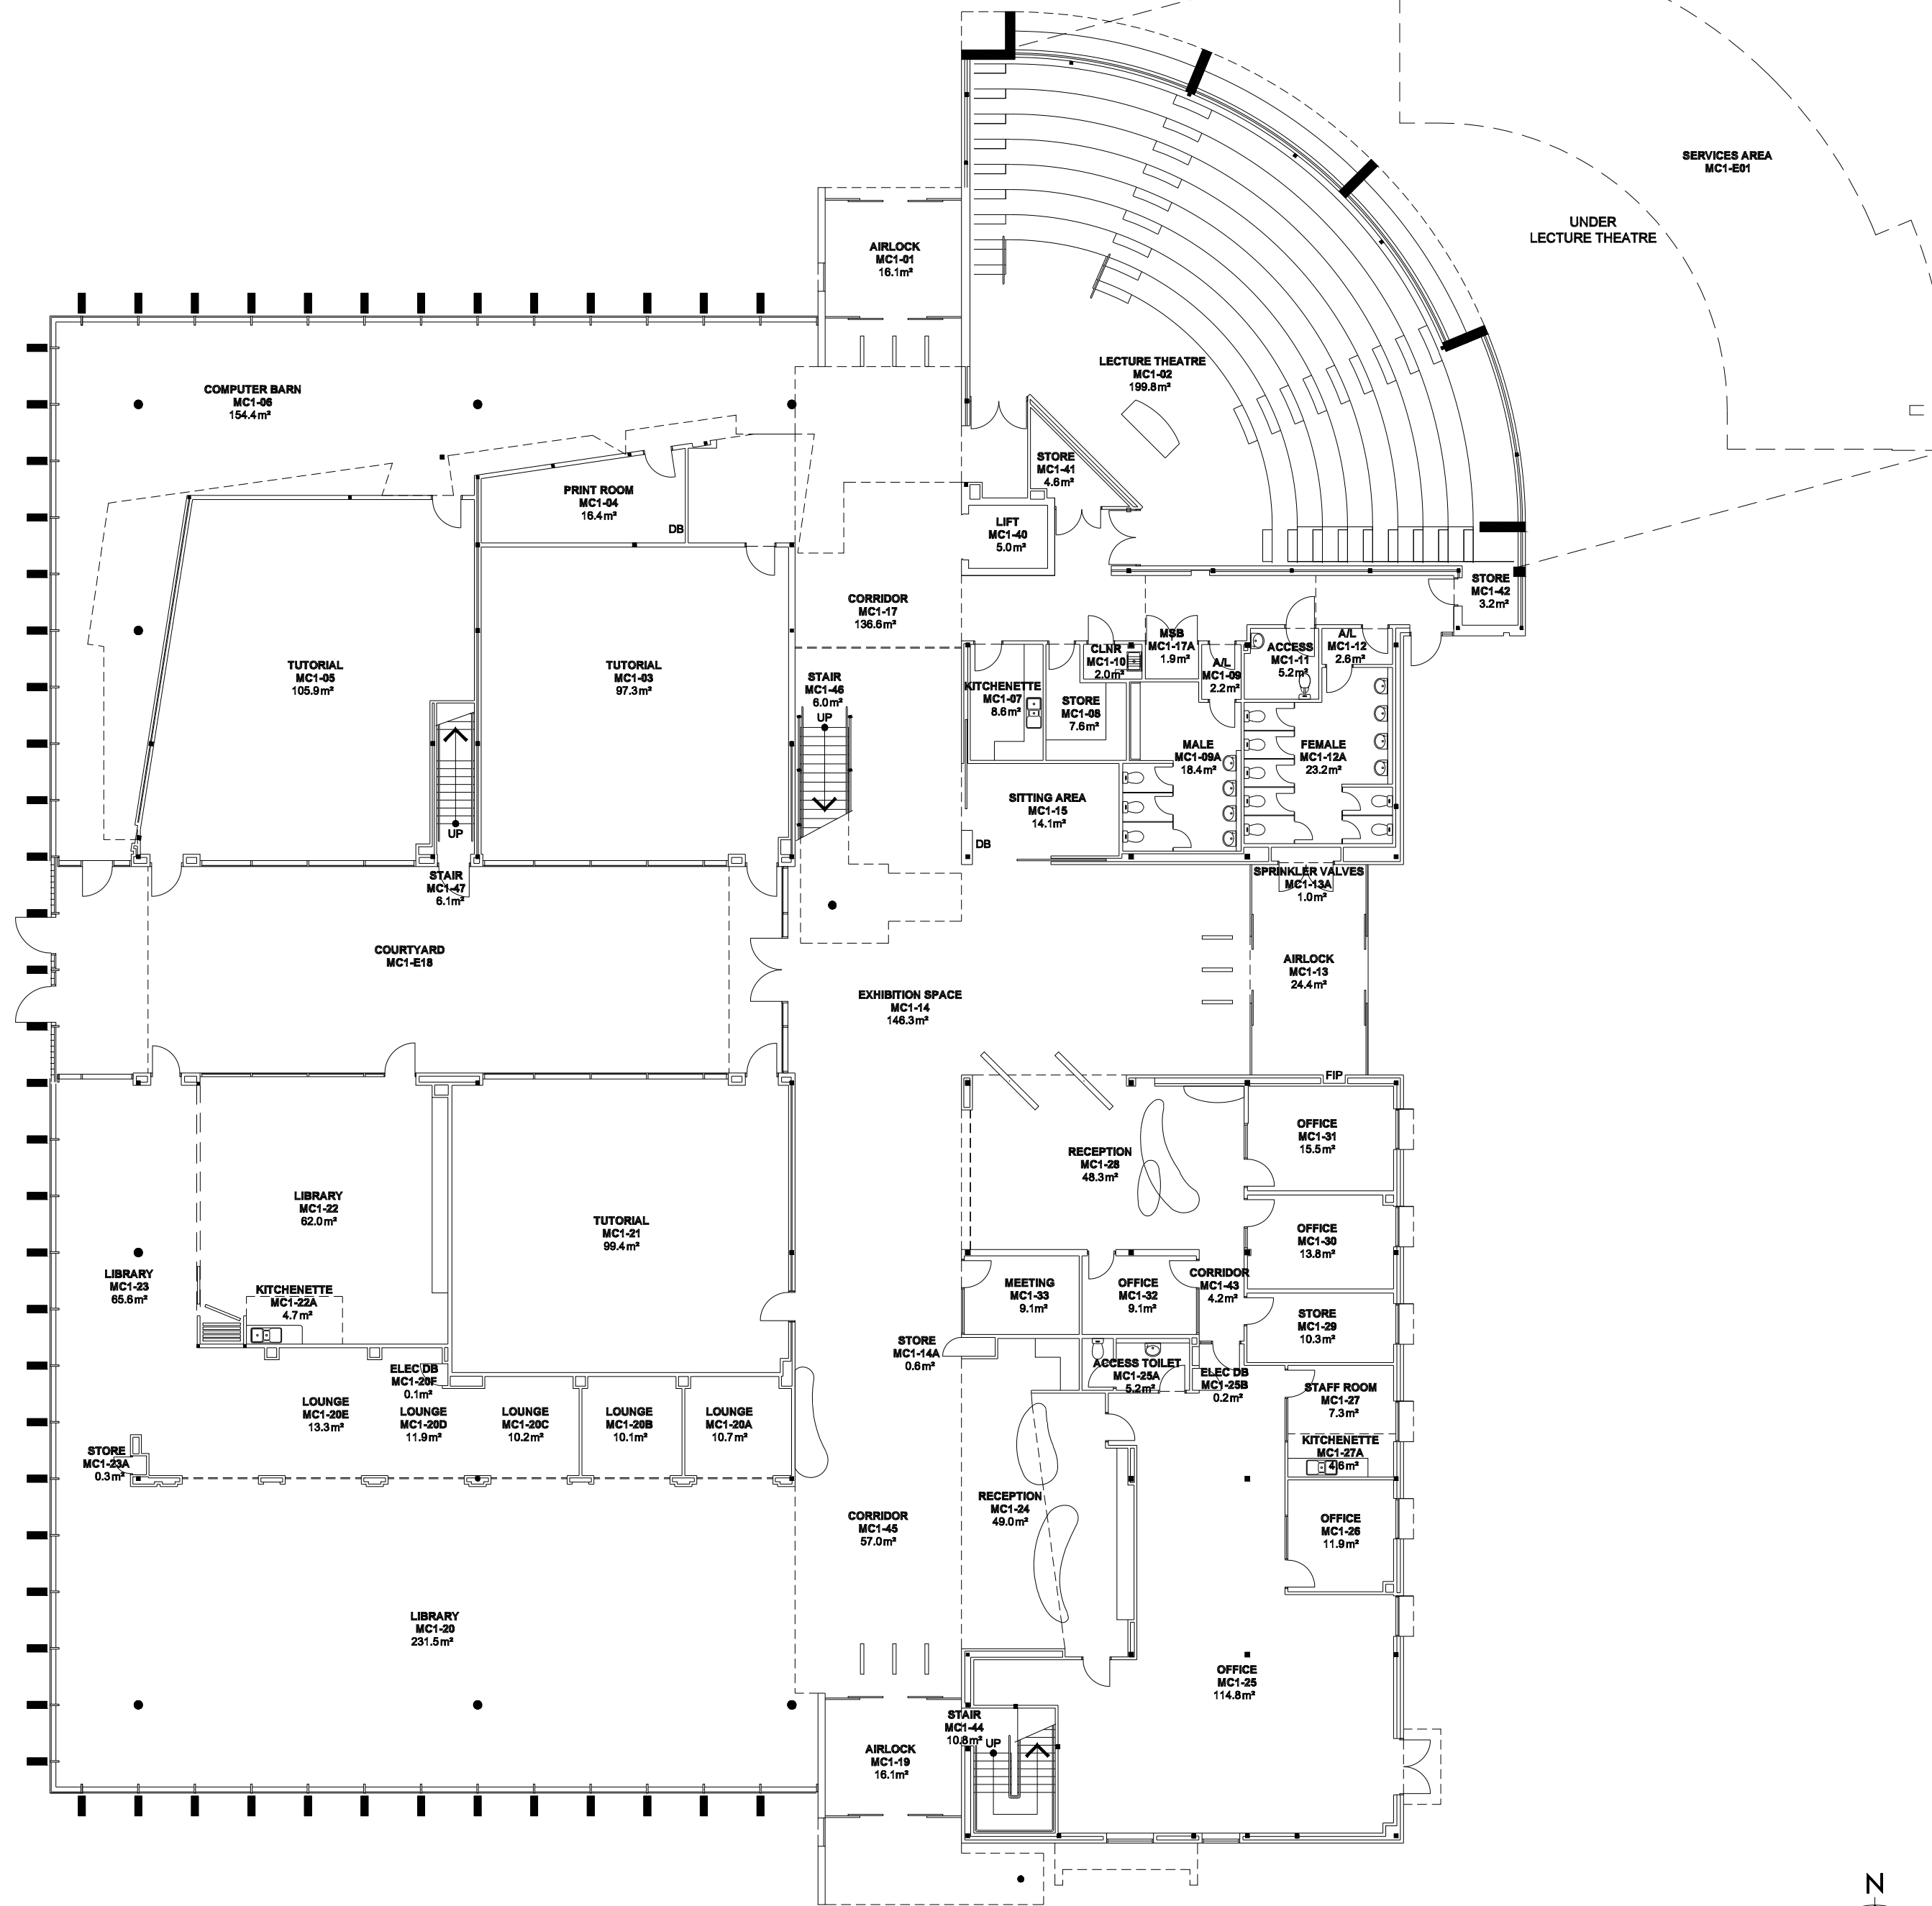 SERVICES AREA
MC1-E01
UNDER
LECTURE THEATRE
AIRLOCK
MC1-01
16.1m²
LECTURE THEATRE
MC1-02
199.8m²
COMPUTER BARN
MC1-06
154.4m²
STORE
MC1-41
4.6m²
PRINT ROOM
MC1-04
16.4m²
DB
LIFT
MC1-40
5.0m²
STORE
MC1-42
3.2m²
CORRIDOR
MC1-17
136.6m²
TUTORIAL
MC1-05
105.9m²
TUTORIAL
MC1-03
97.3m²
STAIR
MC1-46
6.0m²
UP
KITCHENETTE
MC1-07
8.6m²
CLNR
MC1-10
2.0m²
STORE
MC1-08
7.6m²
MSB
MC1-17A
1.9m²
A/L
MC1-09
2.2m²
ACCESS
MC1-11
5.2m²
A/L
MC1-12
2.6m²
MALE
MC1-09A
18.4m²
FEMALE
MC1-12A
23.2m²
SITTING AREA
MC1-15
14.1m²
DB
UP
STAIR
MC1-47
6.1m²
SPRINKLER VALVES
MC1-13A
1.0m²
COURTYARD
MC1-E18
AIRLOCK
MC1-13
24.4m²
EXHIBITION SPACE
MC1-14
146.3m²
FIP
OFFICE
MC1-31
15.5m²
RECEPTION
MC1-28
48.3m²
LIBRARY
MC1-22
62.0m²
TUTORIAL
MC1-21
99.4m²
OFFICE
MC1-30
13.8m²
LIBRARY
MC1-23
65.6m²
KITCHENETTE
MC1-22A
4.7m²
MEETING
MC1-33
9.1m²
OFFICE
MC1-32
9.1m²
CORRIDOR
MC1-43
4.2m²
STORE
MC1-29
10.3m²
STORE
MC1-14A
0.6m²
ACCESS TOILET
MC1-25A
5.2m²
ELEC DB
MC1-25B
0.2m²
STAFF ROOM
MC1-27
7.3m²
ELEC DB
MC1-20F
0.1m²
LOUNGE
MC1-20E
13.3m²
LOUNGE
MC1-20D
11.9m²
LOUNGE
MC1-20C
10.2m²
LOUNGE
MC1-20B
10.1m²
LOUNGE
MC1-20A
10.7m²
KITCHENETTE
MC1-27A
4.6m²
STORE
MC1-23A
0.3m²
RECEPTION
MC1-24
49.0m²
CORRIDOR
MC1-45
57.0m²
OFFICE
MC1-26
11.9m²
LIBRARY
MC1-20
231.5m²
OFFICE
MC1-25
114.8m²
STAIR
MC1-44
10.8m²
UP
AIRLOCK
MC1-19
16.1m²
N